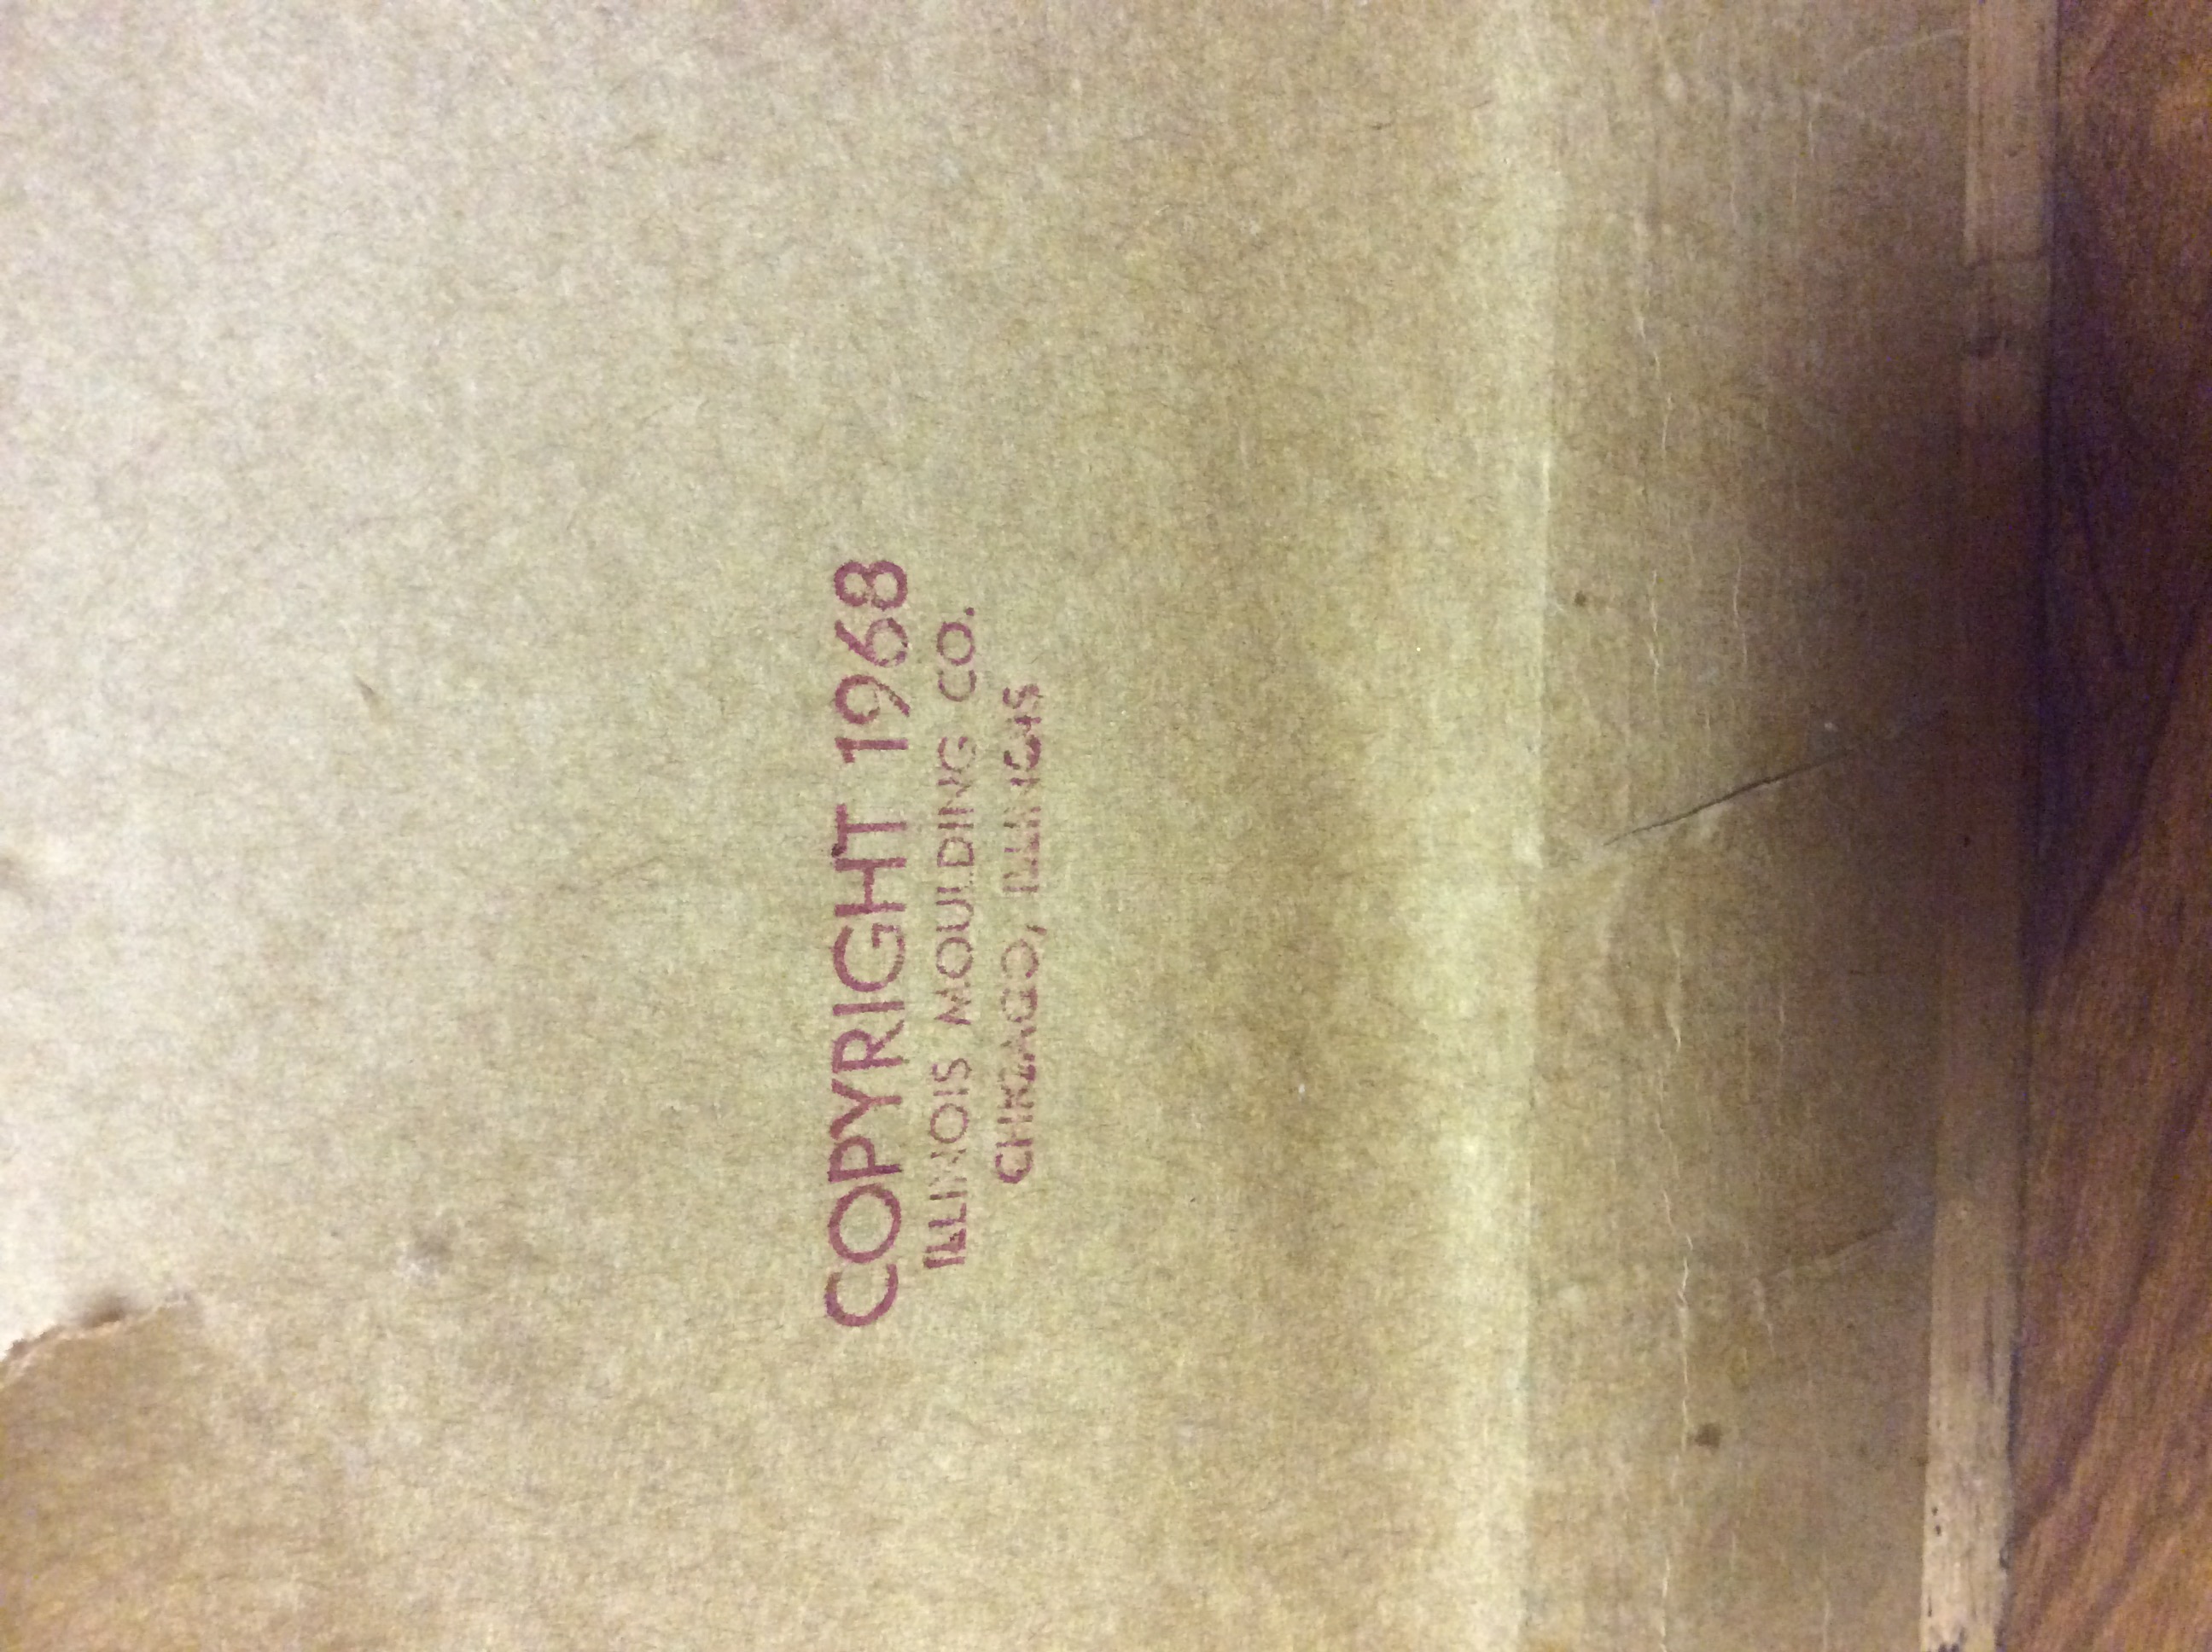 COPYRIGHT 1968
ILLINOIS MOULDING CO.
CHICAGO, ILLINOIS